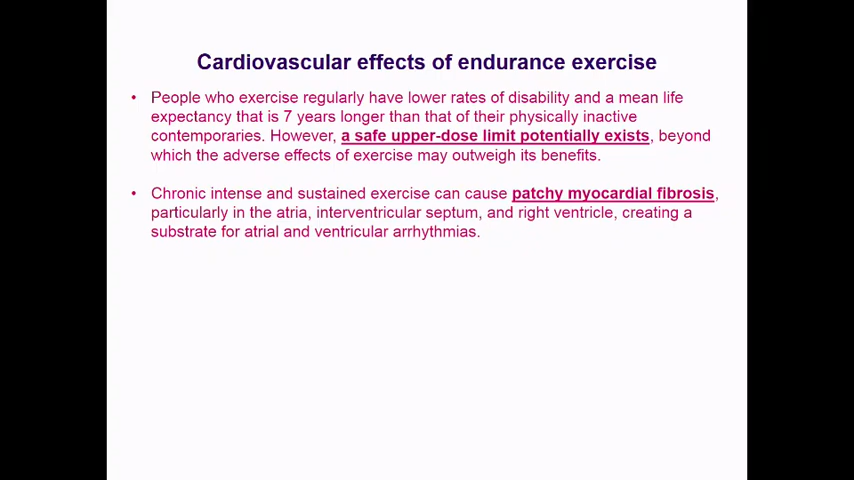 Cardiovascular effects of endurance exercise
• People who exercise regularly have lower rates of disability and a mean life
expectancy that is 7 years longer than that of their physically inactive
contemporaries. However, a safe upper-dose limit potentially exists, beyond
which the adverse effects of exercise may outweigh its benefits.
• Chronic intense and sustained exercise can cause patchy myocardial fibrosis,
particularly in the atria, interventricular septum, and right ventricle, creating a
substrate for atrial and ventricular arrhythmias.